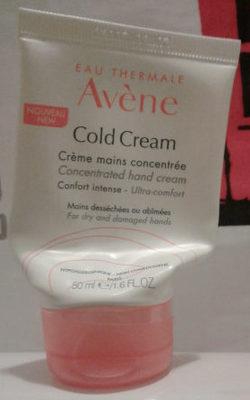 EAU THERMALE
Avène
NOUVEAU
NEW
Cold Cream
Crème mains concentrée
Concentrated hand cream
Confort intense - Ultra-comfort
Mains desséchées ou abîmées
For dry and damaged hands
50 ml e/1.6 FL.OZ